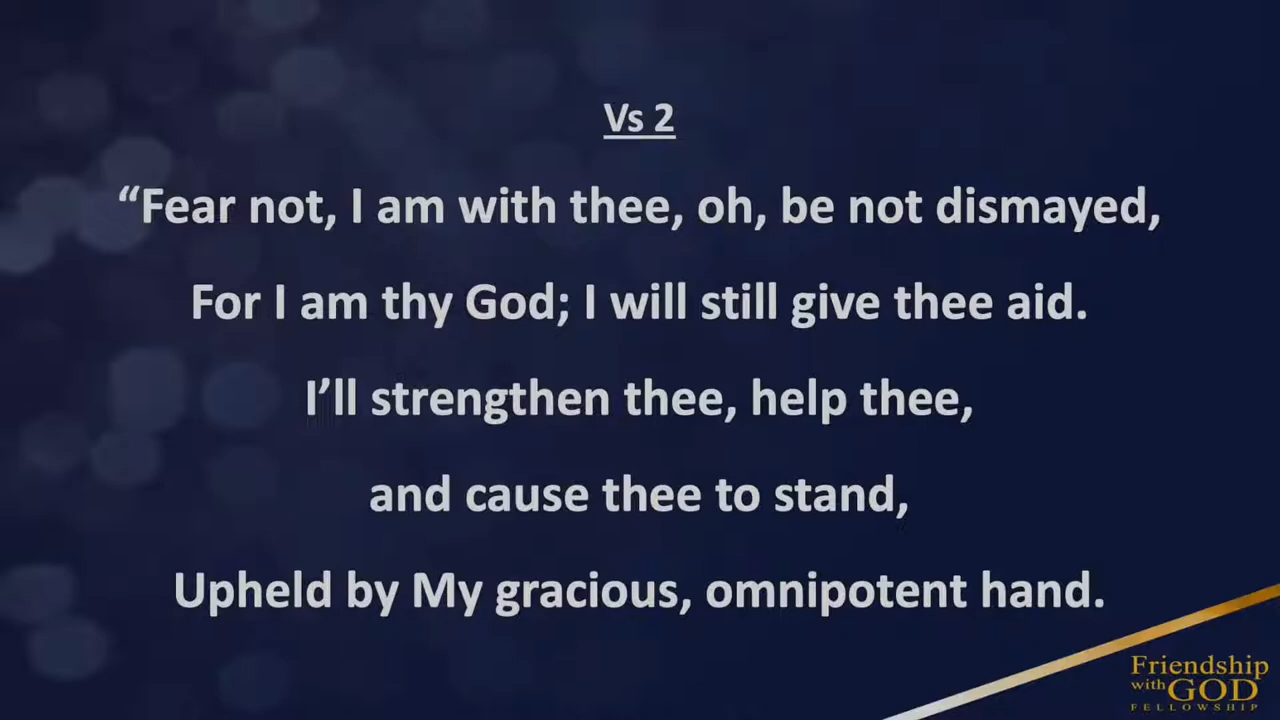 Vs 2
“Fear not, I am with thee, oh, be not dismayed,
For I am thy God; I will still give thee aid.
I’ll strengthen thee, help thee,
and cause thee to stand,
Upheld by My gracious, omnipotent hand.
Friendship
with GOD
FELLOWSHIP